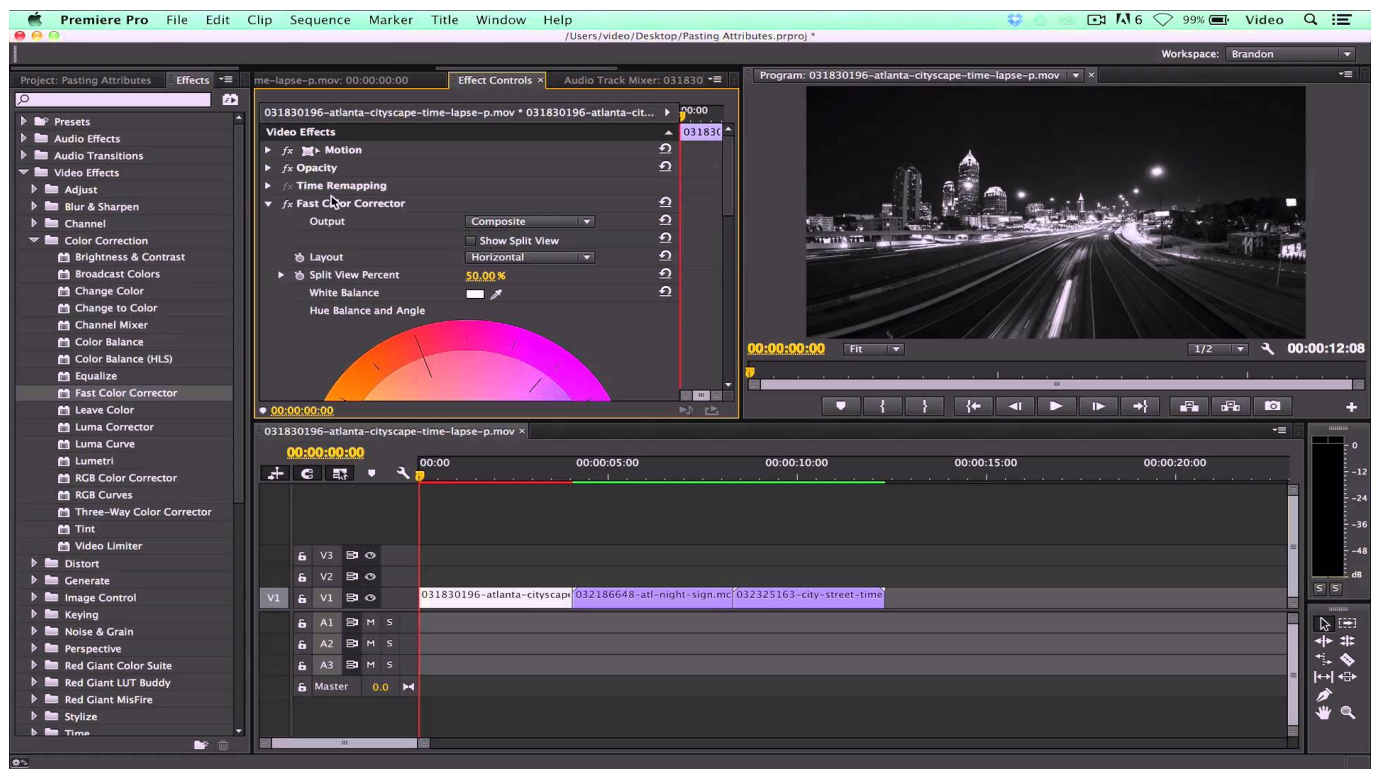 Premiere Pro File Edit Clip Sequence Marker Title Window Help 6 99% Video
/Users/video/Desktop/Pasting Attributes.prproj *
Workspace: Brandon
Project: Pasting Attributes Effects
Presets
Audio Effects
Audio Transitions
Video Effects
Adjust
Blur & Sharpen
Channel
Color Correction
Brightness & Contrast
Broadcast Colors
Change Color
Change to Color
Channel Mixer
Color Balance
Color Balance (HLS)
Equalize
Fast Color Corrector
Leave Color
Luma Corrector
Luma Curve
Lumetri
RGB Color Corrector
RGB Curves
Three-Way Color Corrector
Tint
Video Limiter
Distort
Generate
Image Control
Keying
Noise & Grain
Perspective
Red Giant Color Suite
Red Giant LUT Buddy
Red Giant MisFire
Stylize
Time
me-lapse-p.mov: 00:00:00:00 Effect Controls × Audio Track Mixer: 031830
031830196-atlanta-cityscape-time-lapse-p.mov * 031830196-atlanta-cit... 00:00
Video Effects 03183(
fx Motion
fx Opacity
fx Time Remapping
fx Fast Color Corrector
Output Composite
Show Split View
Layout Horizontal
Split View Percent 50.00 %
White Balance
Hue Balance and Angle
00:00:00:00
Program: 031830196-atlanta-cityscape-time-lapse-p.mov ×
00:00:00:00 Fit 1/2 00:00:12:08
031830196-atlanta-cityscape-time-lapse-p.mov ×
00:00:00:00
00:00 00:00:05:00 00:00:10:00 00:00:15:00 00:00:20:00
V3
V2
V1 V1 031830196-atlanta-cityscape 032186648-atl-night-sign.mo 032325163-city-street-time
A1 M S
A2 M S
A3 M S
Master 0.0
0
-12
-24
-36
-48
dB
S S